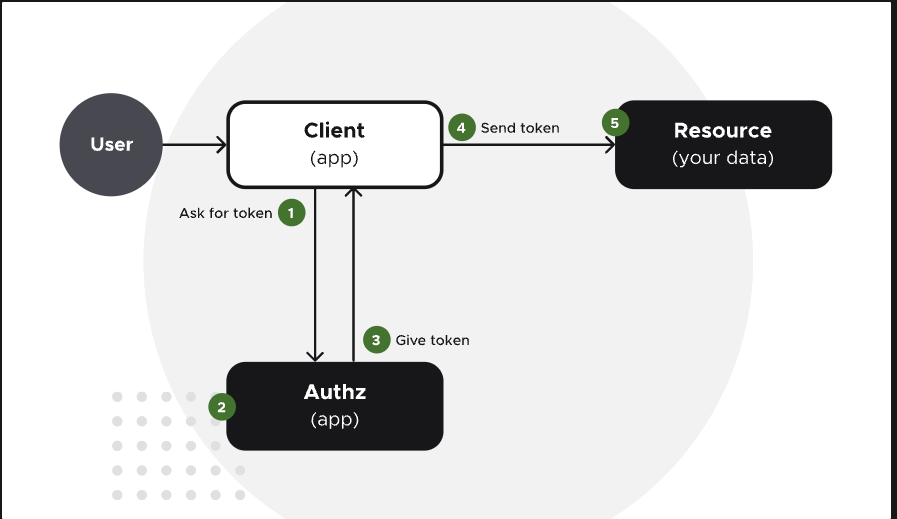 User
Client
(app)
4 Send token
5
Resource
(your data)
Ask for token 1
3 Give token
2
Authz
(app)